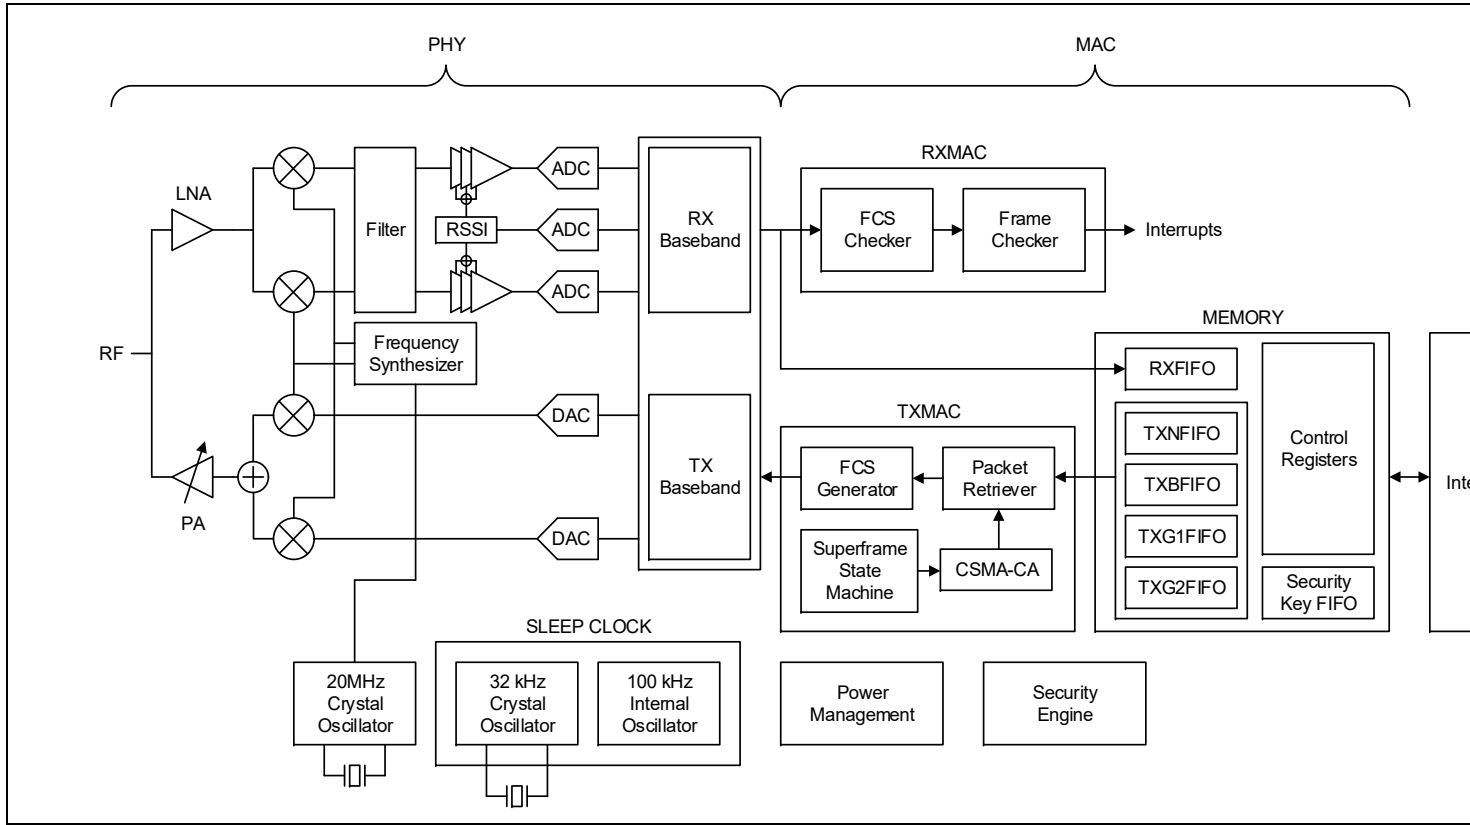 PHY
MAC
RXMAC
LNA
ADC
FCS
Checker
Frame
Checker
Filter
RSSI
ADC
RX
Baseband
Interrupts
ADC
MEMORY
Frequency
Synthesizer
RF
RXFIFO
DAC
TXMAC
TXNFIFO
Control
Registers
TX
Baseband
FCS
Generator
Packet
Retriever
TXBFIFO
PA
DAC
TXG1FIFO
Superframe
State
Machine
CSMA-CA
TXG2FIFO
Security
Key FIFO
SLEEP CLOCK
20MHz
Crystal
Oscillator
32 kHz
Crystal
Oscillator
100 kHz
Internal
Oscillator
Power
Management
Security
Engine